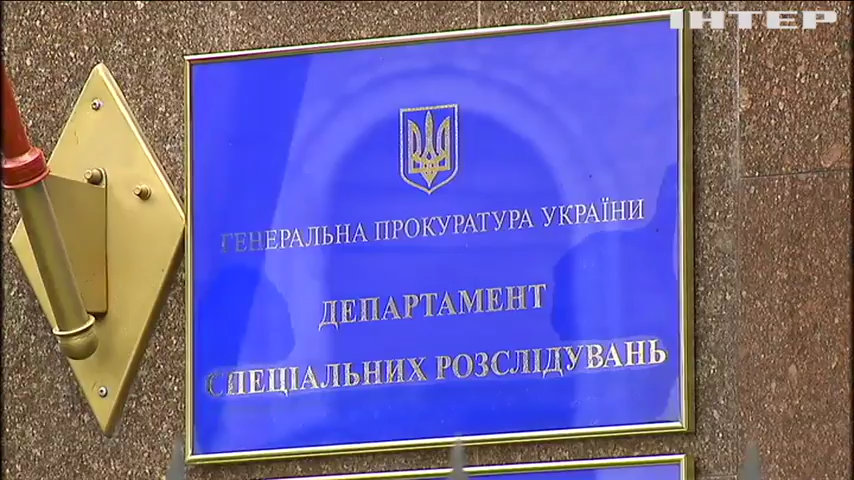 ІНТЕР
ГЕНЕРАЛЬНА ПРОКУРАТУРА УКРАЇНИ
ДЕПАРТАМЕНТ
СПЕЦІАЛЬНИХ РОЗСЛІДУВАНЬ